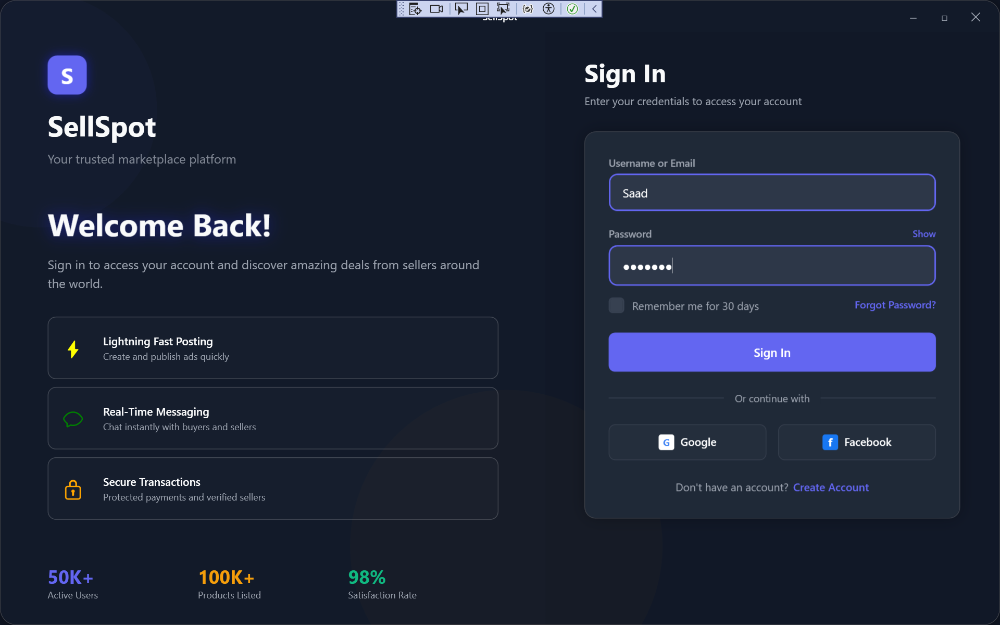 SellSpot
S
SellSpot
Your trusted marketplace platform
Welcome Back!
Sign in to access your account and discover amazing deals from sellers around
the world.
Lightning Fast Posting
Create and publish ads quickly
Real-Time Messaging
Chat instantly with buyers and sellers
Secure Transactions
Protected payments and verified sellers
50K+
Active Users
100K+
Products Listed
98%
Satisfaction Rate
Sign In
Enter your credentials to access your account
Username or Email
Saad
Password
Show
•••••••
Remember me for 30 days
Forgot Password?
Sign In
Or continue with
G Google
f Facebook
Don't have an account? Create Account